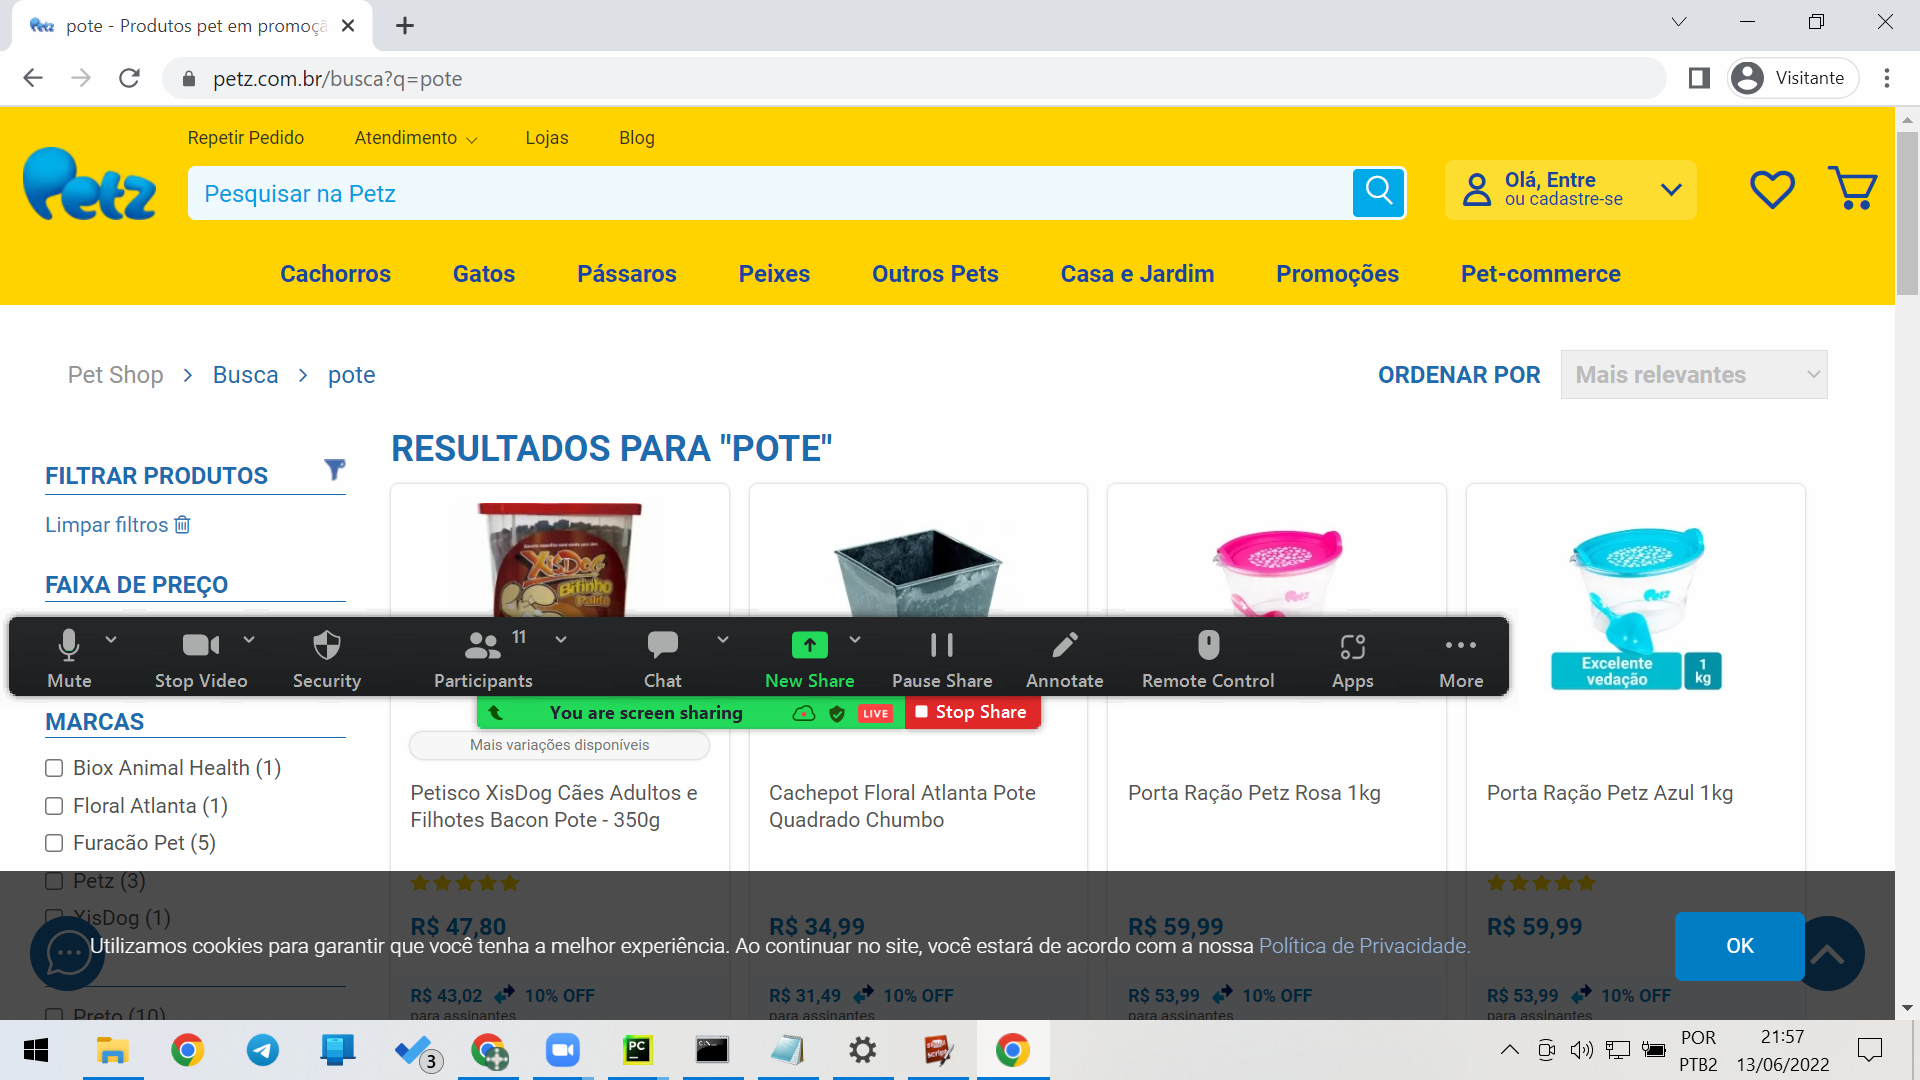 pote - Produtos pet em promoçã
petz.com.br/busca?q=pote
Visitante
Repetir Pedido
Atendimento
Lojas
Blog
Petz
Pesquisar na Petz
Olá, Entre
ou cadastre-se
Cachorros
Gatos
Pássaros
Peixes
Outros Pets
Casa e Jardim
Promoções
Pet-commerce
Pet Shop > Busca > pote
ORDENAR POR
Mais relevantes
RESULTADOS PARA "POTE"
FILTRAR PRODUTOS
Limpar filtros
FAIXA DE PREÇO
XisDog
Bifinho
Palito
Petz
Petz
Excelente
vedação
1
kg
Mute
Stop Video
Security
11
Participants
Chat
New Share
Pause Share
Annotate
Remote Control
Apps
More
You are screen sharing
LIVE
Stop Share
MARCAS
Biox Animal Health (1)
Floral Atlanta (1)
Furacão Pet (5)
Petz (3)
XisDog (1)
Preto (10)
Mais variações disponíveis
Petisco XisDog Cães Adultos e
Filhotes Bacon Pote - 350g
R$ 47,80
R$ 43,02 10% OFF
para assinantes
Cachepot Floral Atlanta Pote
Quadrado Chumbo
R$ 34,99
R$ 31,49 10% OFF
para assinantes
Porta Ração Petz Rosa 1kg
R$ 59,99
R$ 53,99 10% OFF
para assinantes
Porta Ração Petz Azul 1kg
R$ 59,99
R$ 53,99 10% OFF
para assinantes
Utilizamos cookies para garantir que você tenha a melhor experiência. Ao continuar no site, você estará de acordo com a nossa Política de Privacidade.
OK
3
PC
POR
PTB2
21:57
13/06/2022